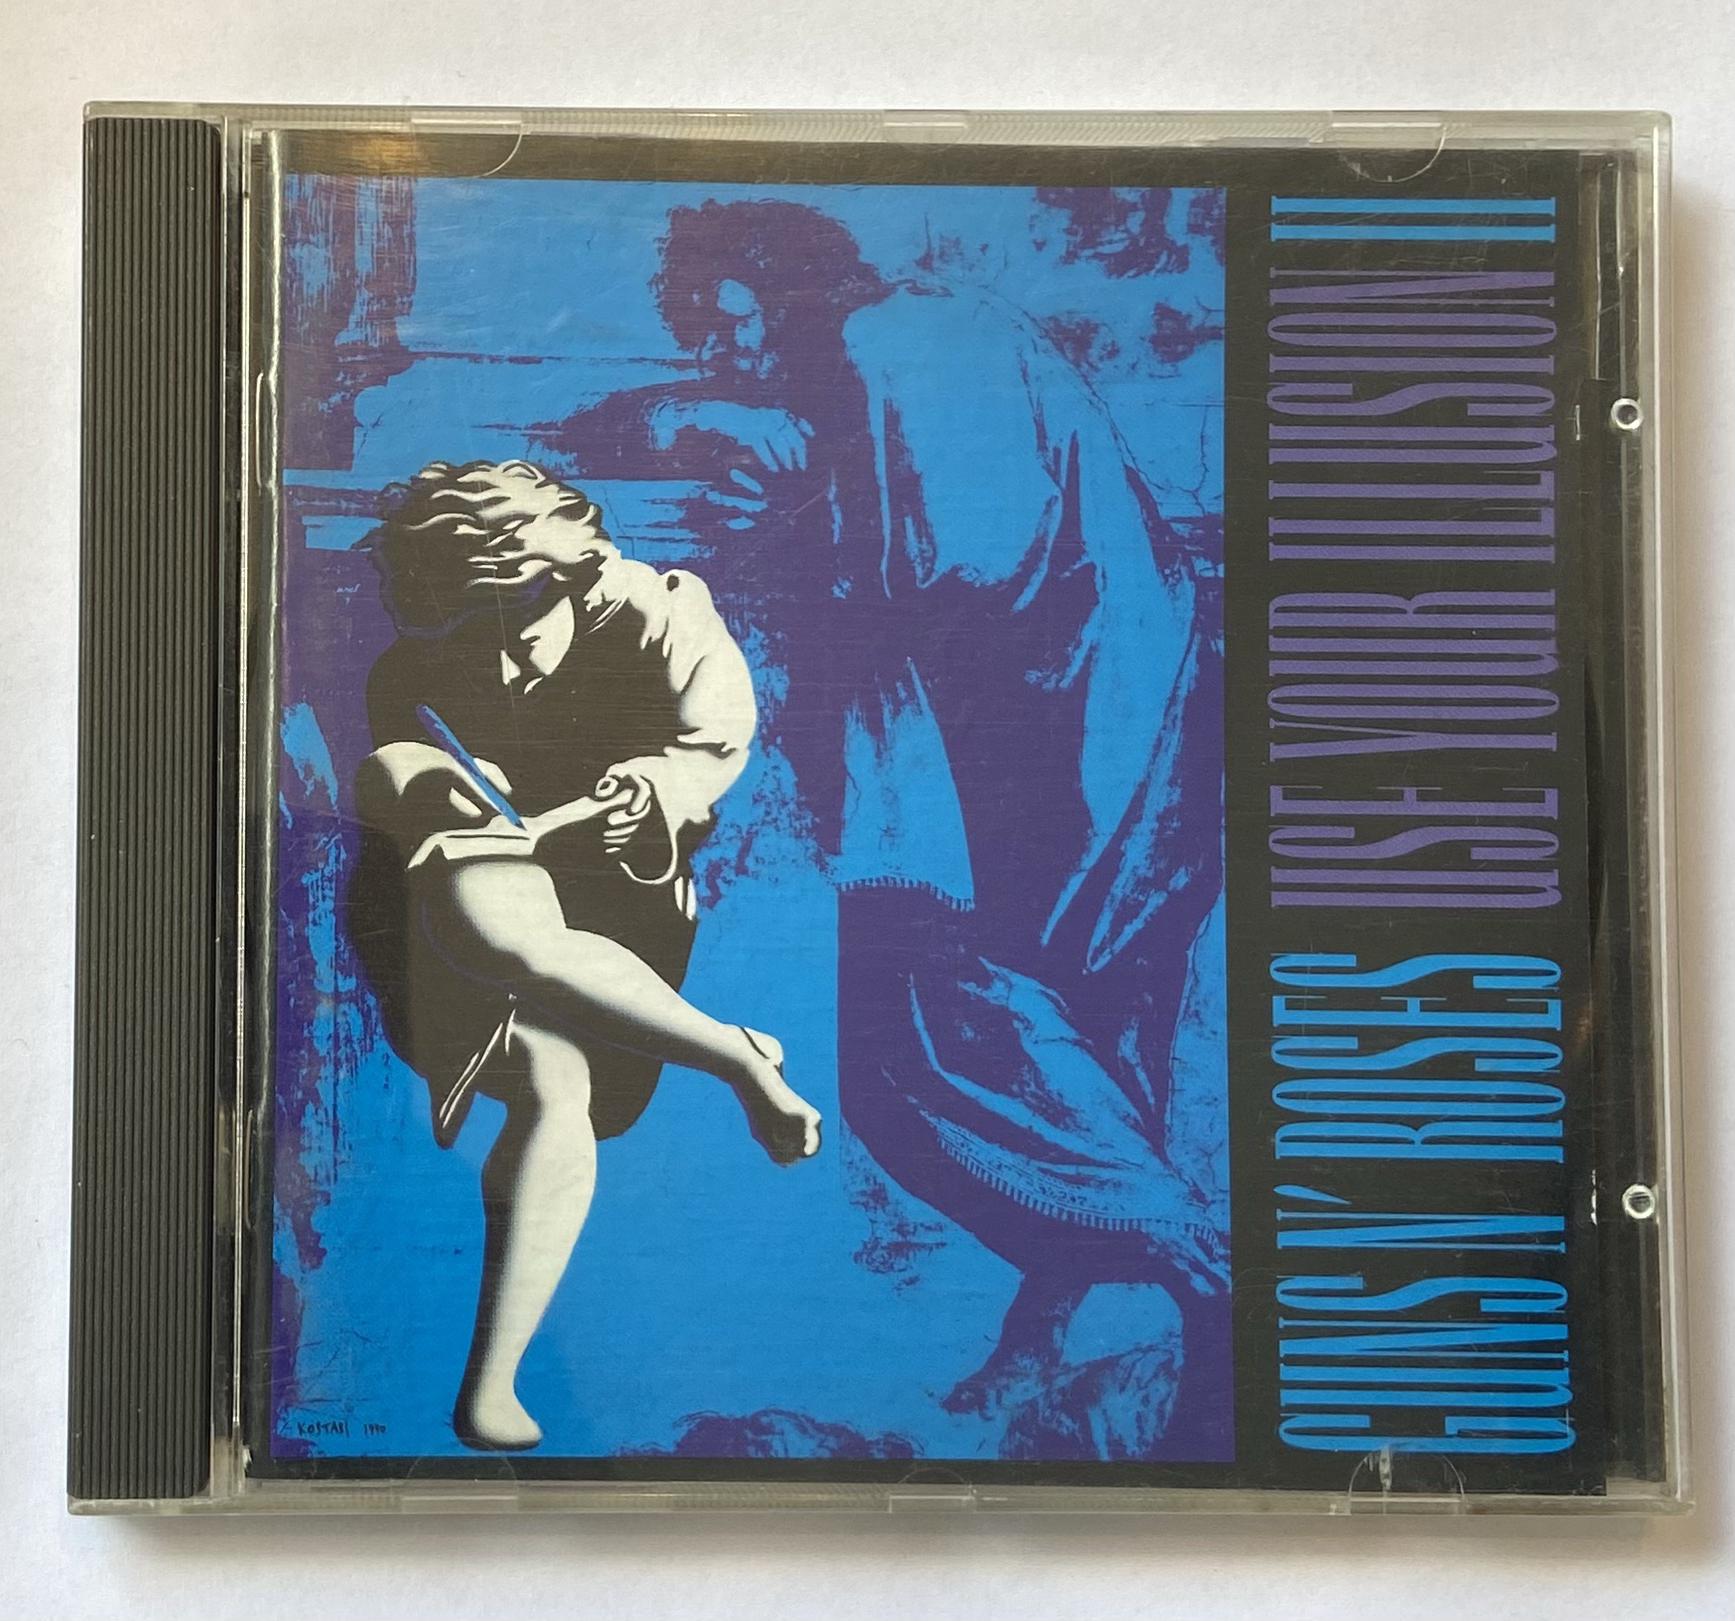 GUNS N' ROSES USE YOUR ILLUSION II
KOSTABI 1990